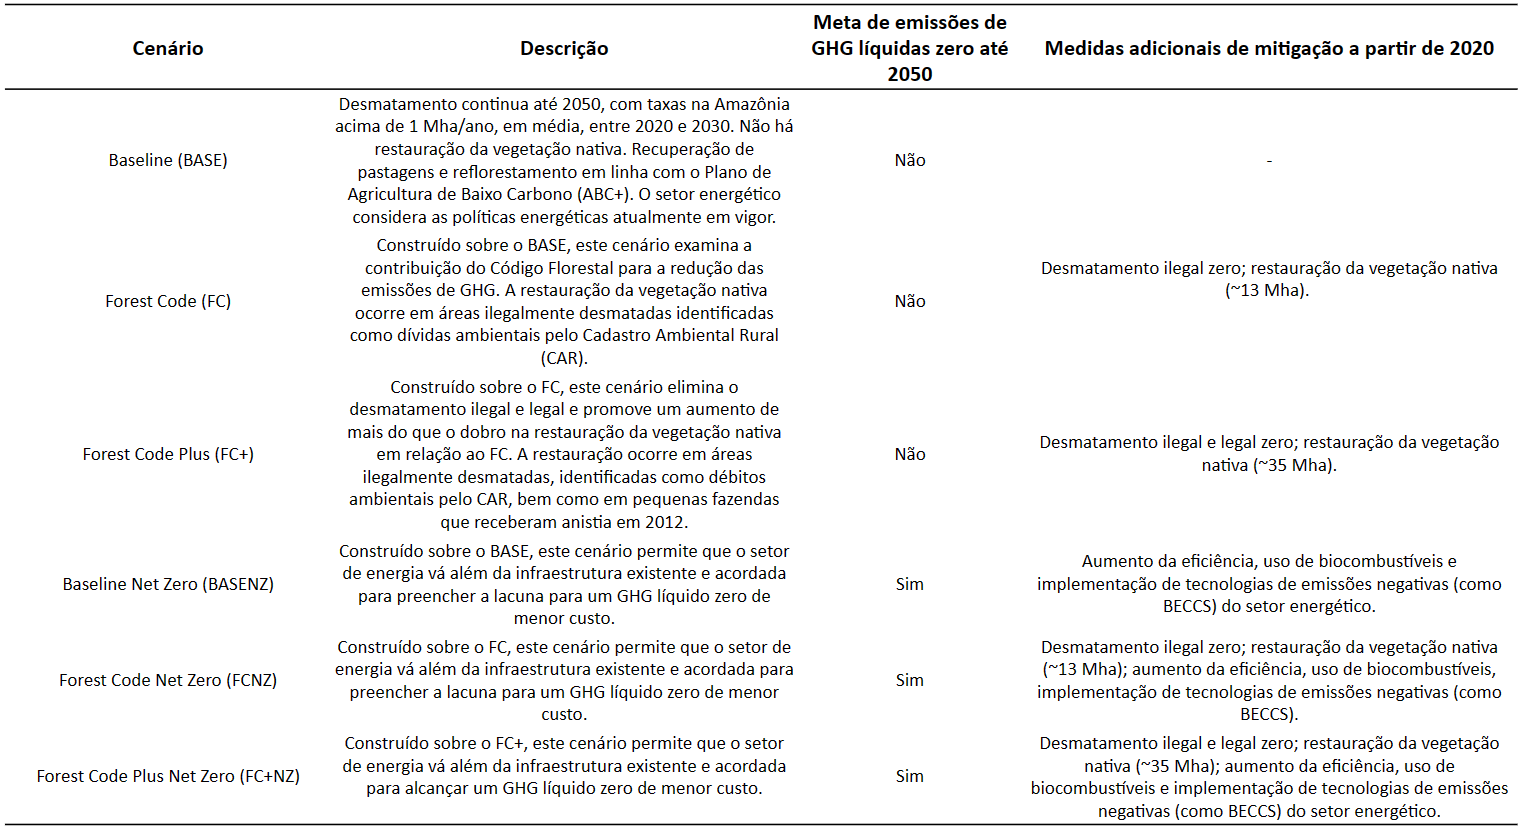 Cenário
Descrição
Meta de emissões de
GHG líquidas zero até
2050
Medidas adicionais de mitigação a partir de 2020
Baseline (BASE)
Desmatamento continua até 2050, com taxas na Amazônia
acima de 1 Mha/ano, em média, entre 2020 e 2030. Não há
restauração da vegetação nativa. Recuperação de
pastagens e reflorestamento em linha com o Plano de
Agricultura de Baixo Carbono (ABC+). O setor energético
considera as políticas energéticas atualmente em vigor.
Não
-
Forest Code (FC)
Construído sobre o BASE, este cenário examina a
contribuição do Código Florestal para a redução das
emissões de GHG. A restauração da vegetação nativa
ocorre em áreas ilegalmente desmatadas identificadas
como dívidas ambientais pelo Cadastro Ambiental Rural
(CAR).
Não
Desmatamento ilegal zero; restauração da vegetação nativa
(~13 Mha).
Forest Code Plus (FC+)
Construído sobre o FC, este cenário elimina o
desmatamento ilegal e legal e promove um aumento de
mais do que o dobro na restauração da vegetação nativa
em relação ao FC. A restauração ocorre em áreas
ilegalmente desmatadas, identificadas como débitos
ambientais pelo CAR, bem como em pequenas fazendas
que receberam anistia em 2012.
Não
Desmatamento ilegal e legal zero; restauração da vegetação
nativa (~35 Mha).
Baseline Net Zero (BASENZ)
Construído sobre o BASE, este cenário permite que o setor
de energia vá além da infraestrutura existente e acordada
para preencher a lacuna para um GHG líquido zero de
menor custo.
Sim
Aumento da eficiência, uso de biocombustíveis e
implementação de tecnologias de emissões negativas (como
BECCS) do setor energético.
Forest Code Net Zero (FCNZ)
Construído sobre o FC, este cenário permite que o setor de
energia vá além da infraestrutura existente e acordada para
preencher a lacuna para um GHG líquido zero de menor
custo.
Sim
Desmatamento ilegal zero; restauração da vegetação nativa
(~13 Mha); aumento da eficiência, uso de biocombustíveis,
implementação de tecnologias de emissões negativas (como
BECCS).
Forest Code Plus Net Zero (FC+NZ)
Construído sobre o FC+, este cenário permite que o setor
de energia vá além da infraestrutura existente e acordada
para alcançar um GHG líquido zero de menor custo.
Sim
Desmatamento ilegal e legal zero; restauração da vegetação
nativa (~35 Mha); aumento da eficiência, uso de
biocombustíveis e implementação de tecnologias de emissões
negativas (como BECCS) do setor energético.